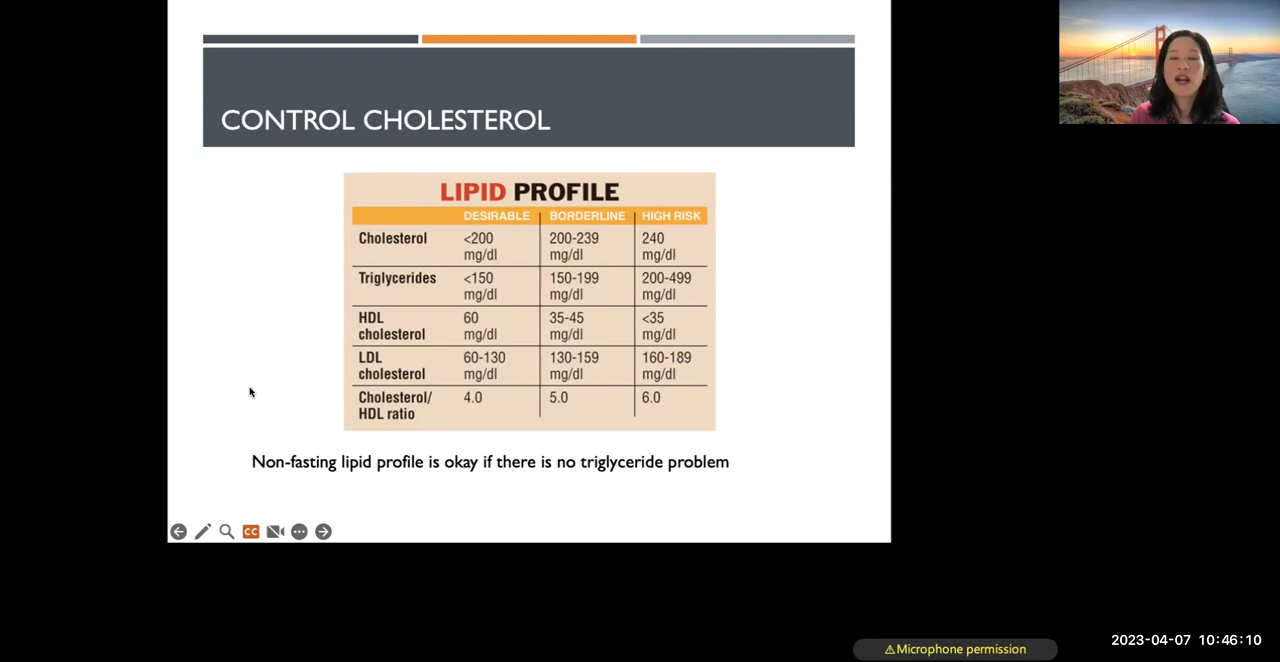 CONTROL CHOLESTEROL
LIPID PROFILE
DESIRABLE BORDERLINE HIGH RISK
Cholesterol <200 mg/dl 200-239 mg/dl 240 mg/dl
Triglycerides <150 mg/dl 150-199 mg/dl 200-499 mg/dl
HDL cholesterol 60 mg/dl 35-45 mg/dl <35 mg/dl
LDL cholesterol 60-130 mg/dl 130-159 mg/dl 160-189 mg/dl
Cholesterol/ HDL ratio 4.0 5.0 6.0
Non-fasting lipid profile is okay if there is no triglyceride problem
CC
⚠Microphone permission
2023-04-07 10:46:10